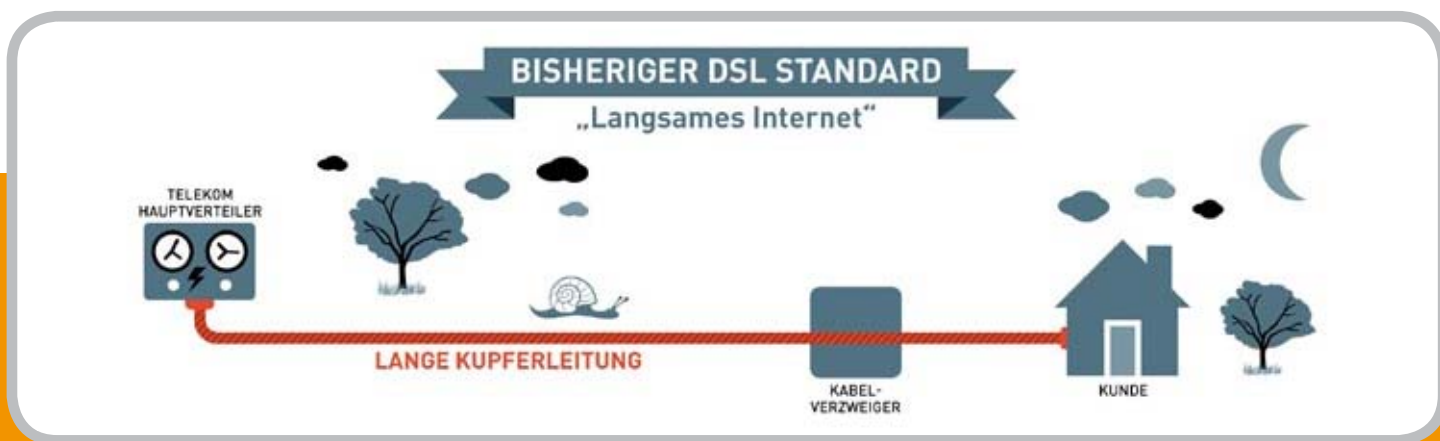 BISHERIGER DSL STANDARD
„Langsames Internet“
TELEKOM
HAUPTVERTEILER
LANGE KUPFERLEITUNG
KABEL-
VERZWEIGER
KUNDE